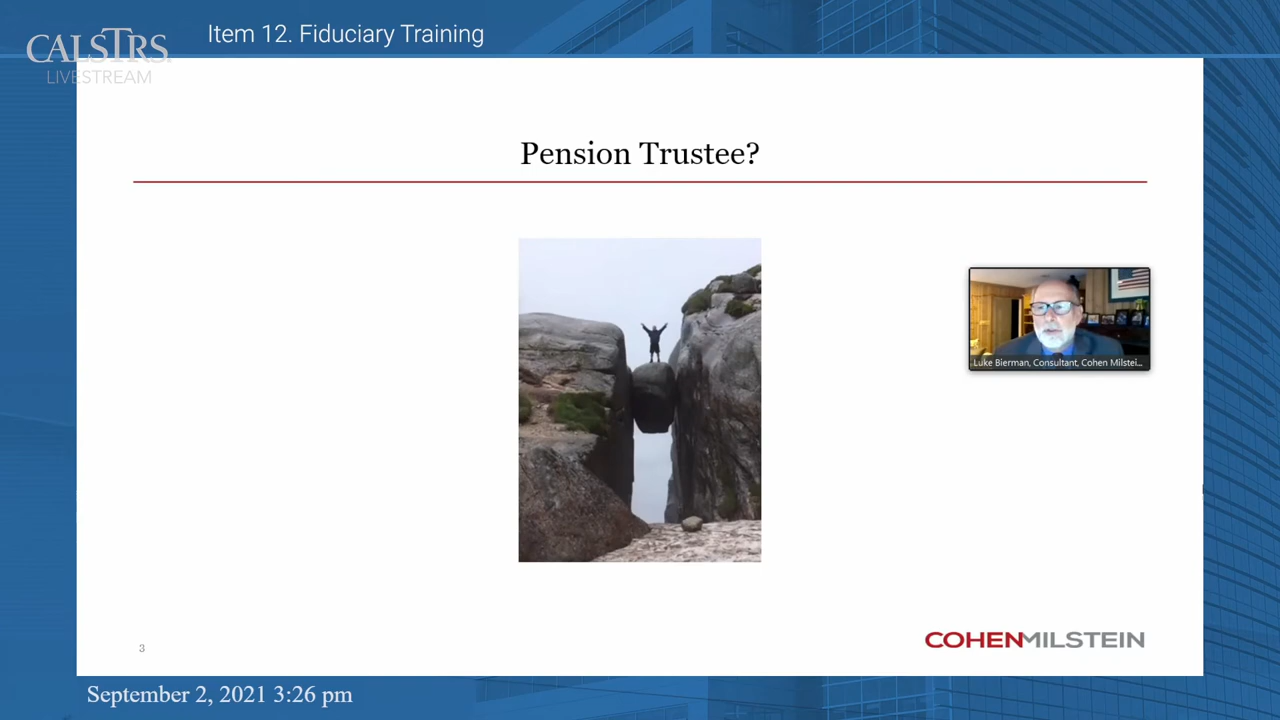 Item 12. Fiduciary Training
CALSTRS
LIVESTREAM
Pension Trustee?
Luke Bierman, Consultant, Cohen Milstei...
3
COHENMILSTEIN
September 2, 2021 3:26 pm